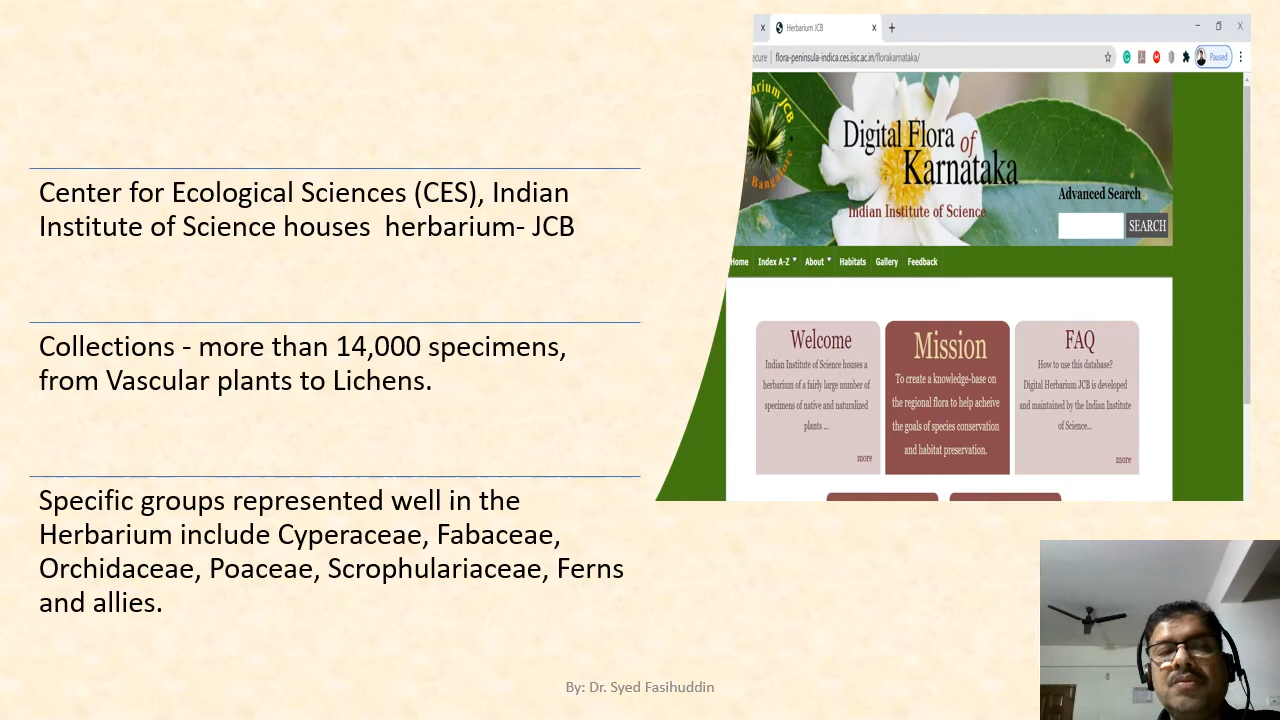 Center for Ecological Sciences (CES), Indian
Institute of Science houses  herbarium- JCB
Collections - more than 14,000 specimens,
from Vascular plants to Lichens.
Specific groups represented well in the
Herbarium include Cyperaceae, Fabaceae,
Orchidaceae, Poaceae, Scrophulariaceae, Ferns
and allies.
Herbarium JCB
flora-peninsula-indica.ces.iisc.ac.in/florakarnataka/
Paused
JCB
Bangalore
Digital Flora of
Karnataka
Indian Institute of Science
Advanced Search
SEARCH
Home Index A-Z About Habitats Gallery Feedback
Welcome
Indian Institute of Science houses a
herbarium of a fairly large number of
specimens of native and naturalized
plants ...
more
Mission
To create a knowledge-base on
the regional flora to help acheive
the goals of species conservation
and habitat preservation.
FAQ
How to use this database?
Digital Herbarium JCB is developed
and maintained by the Indian Institute
of Science...
more
By: Dr. Syed Fasihuddin